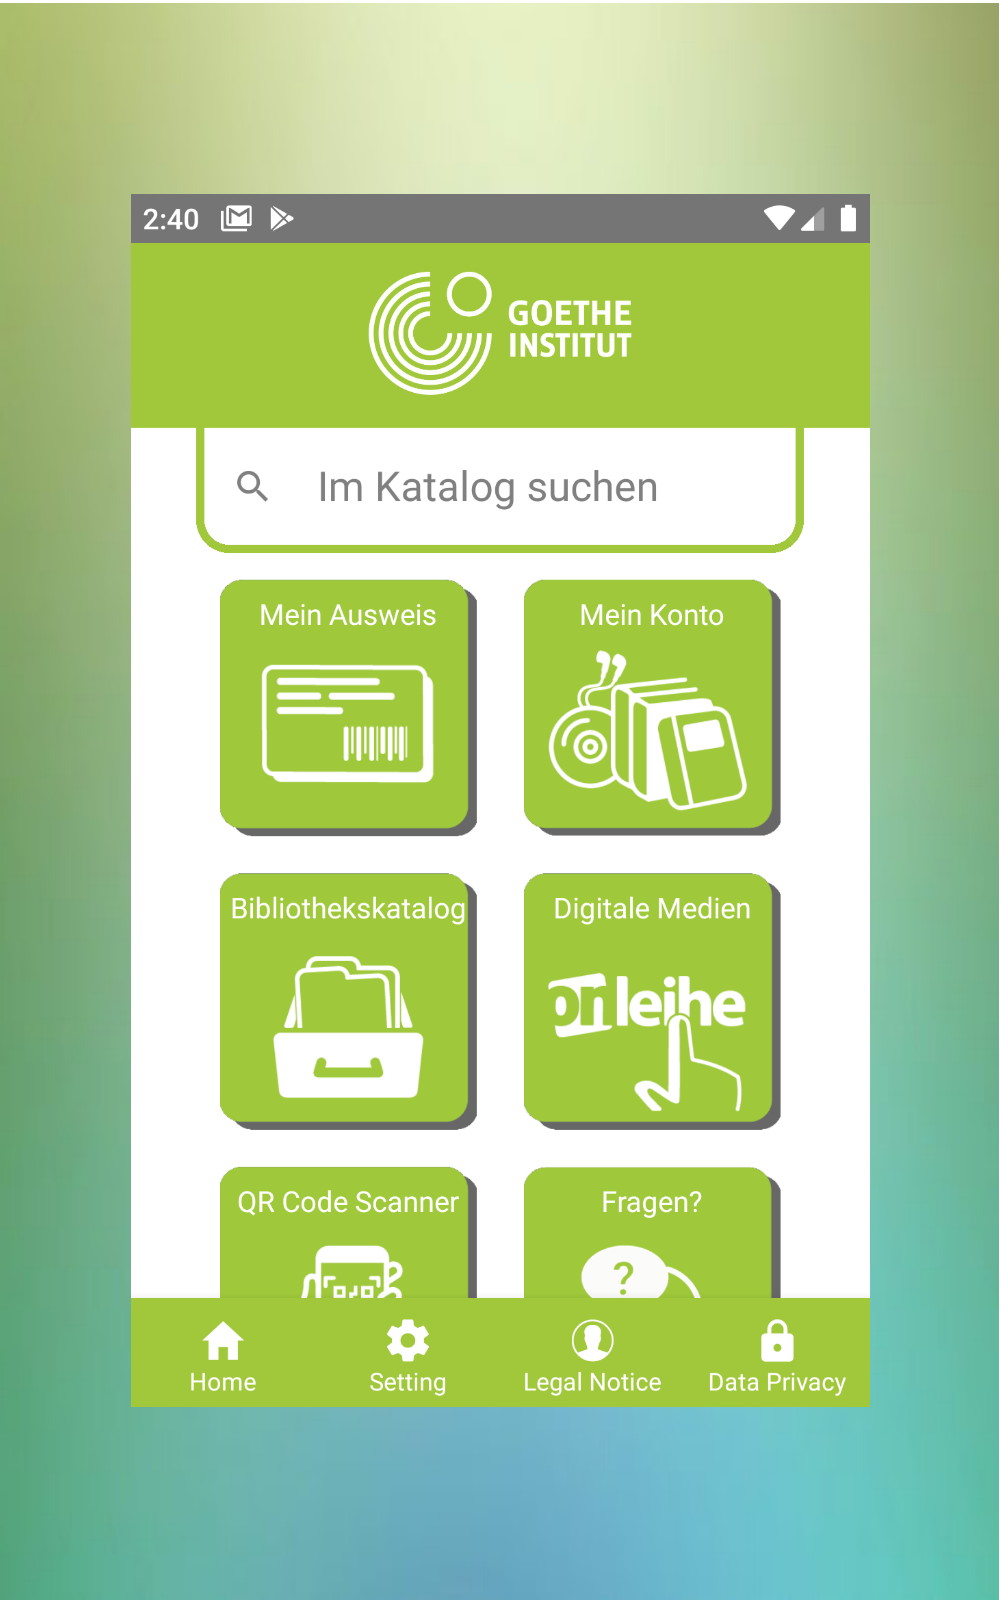 2:40
GOETHE
INSTITUT
Im Katalog suchen
Mein Ausweis
Mein Konto
Bibliothekskatalog
Digitale Medien
onleihe
QR Code Scanner
Fragen?
?
Home
Setting
Legal Notice
Data Privacy